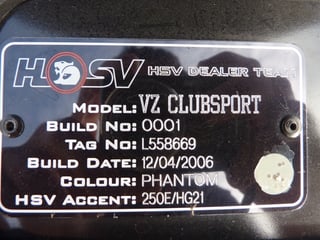 HSV HSV DEALER TEAM
MODEL: VZ CLUBSPORT
BUILD NO: 0001
TAG NO: L558669
BUILD DATE: 12/04/2006
COLOUR: PHANTOM
HSV ACCENT: 250E/HG21